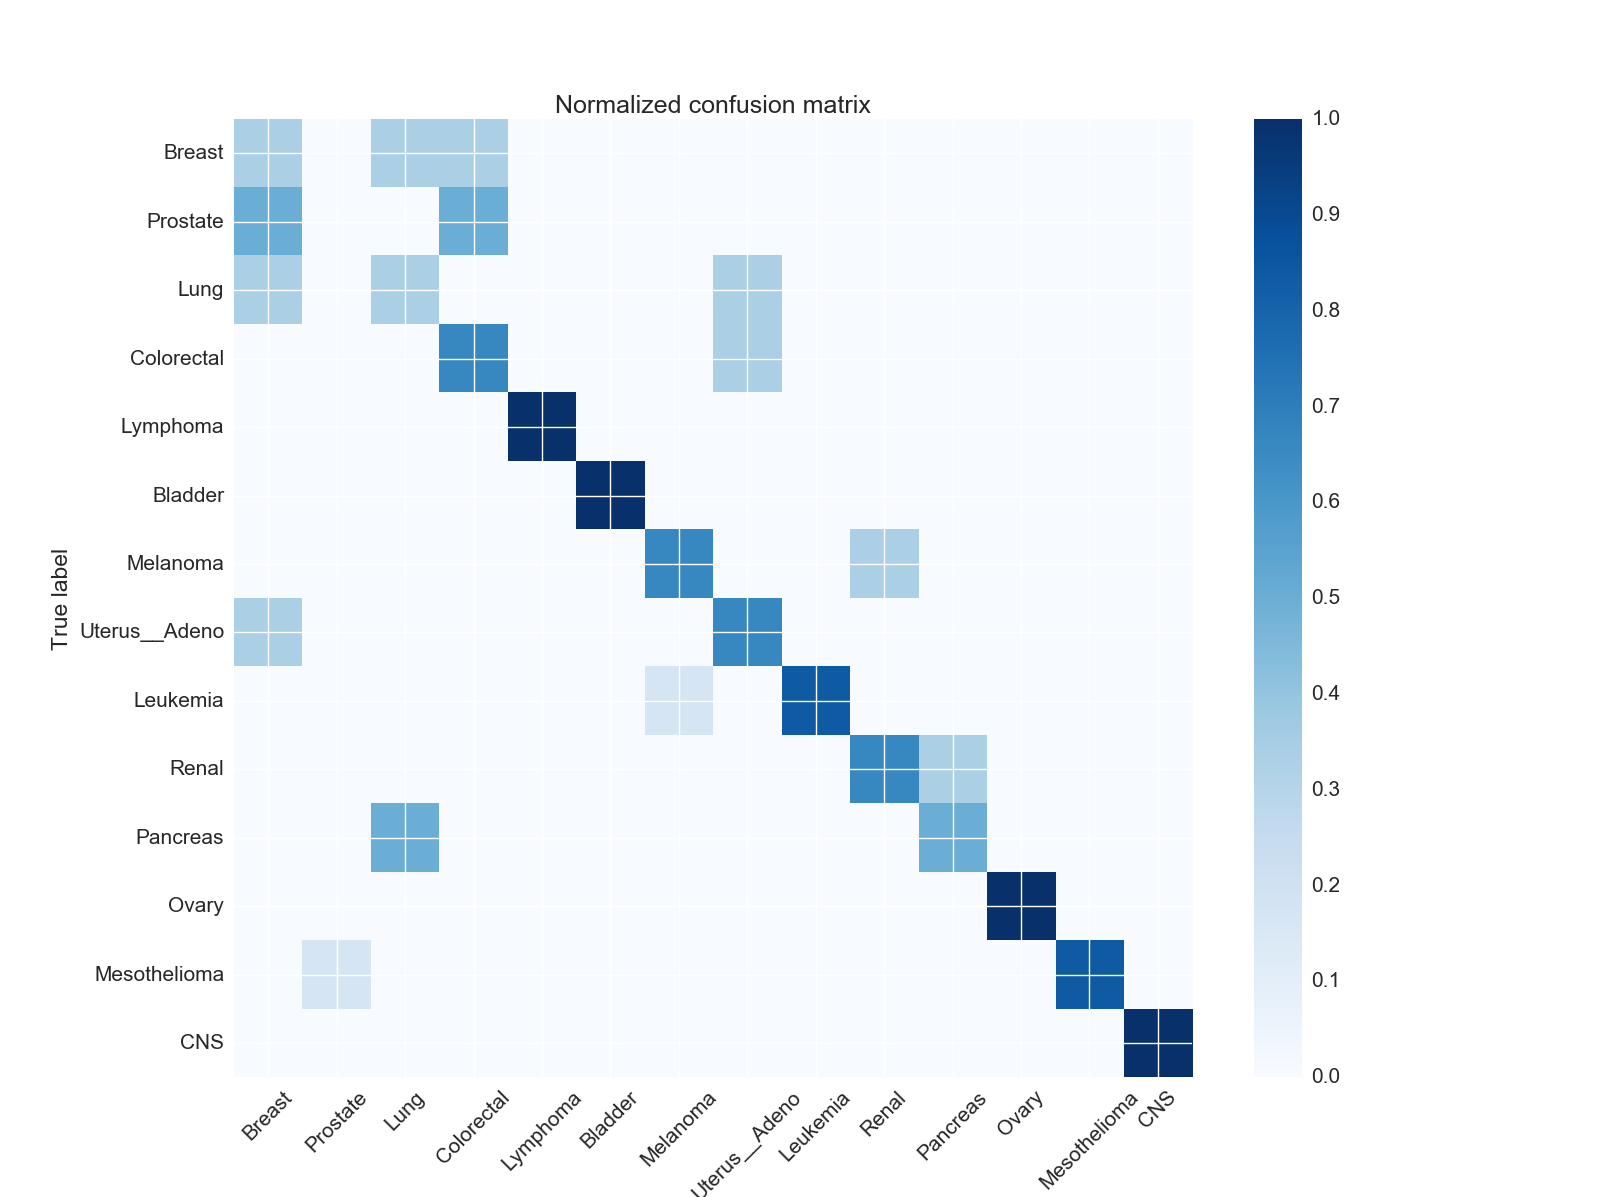 Normalized confusion matrix
True label
Breast
Prostate
Lung
Colorectal
Lymphoma
Bladder
Melanoma
Uterus__Adeno
Leukemia
Renal
Pancreas
Ovary
Mesothelioma
CNS
Breast
Prostate
Lung
Colorectal
Lymphoma
Bladder
Melanoma
Uterus__Adeno
Leukemia
Renal
Pancreas
Ovary
Mesothelioma
CNS
1.0
0.9
0.8
0.7
0.6
0.5
0.4
0.3
0.2
0.1
0.0